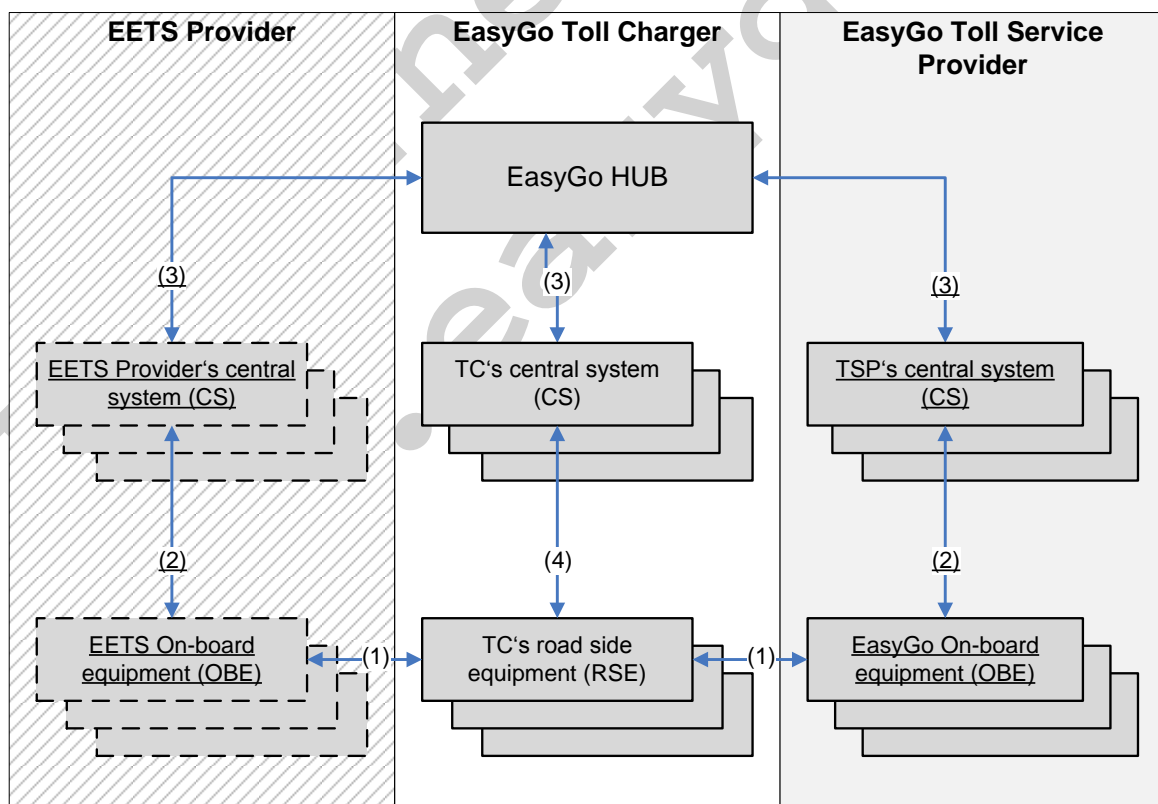 EETS Provider
EasyGo Toll Charger
EasyGo Toll Service
Provider
EasyGo HUB
(3)
(3)
(3)
EETS Provider‘s central
system (CS)
TC‘s central system
(CS)
TSP‘s central system
(CS)
(2)
(4)
(2)
EETS On-board
equipment (OBE)
(1)
TC‘s road side
equipment (RSE)
(1)
EasyGo On-board
equipment (OBE)